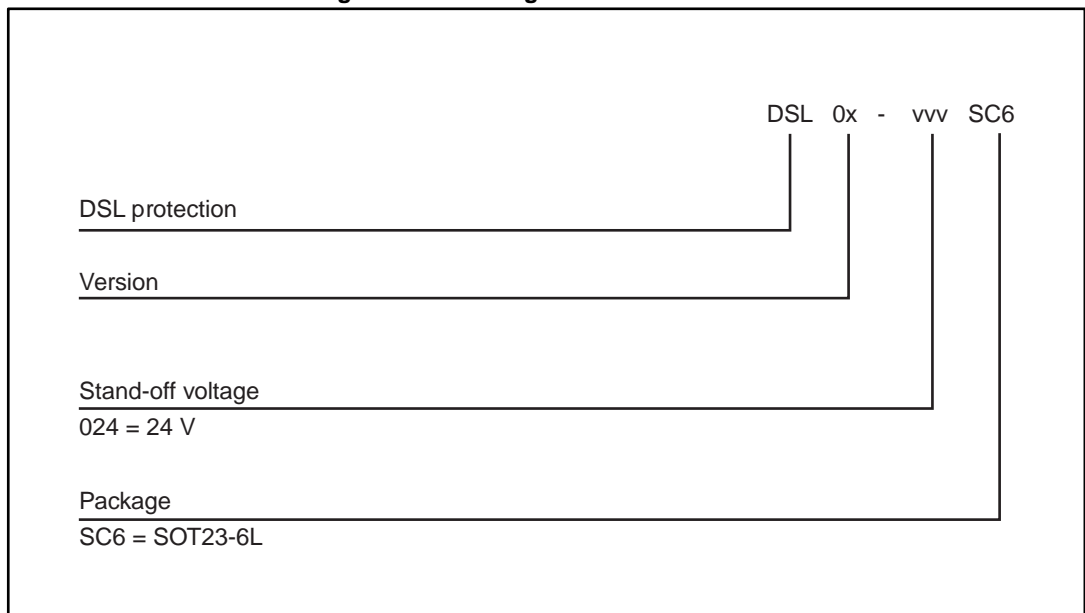 DSL 0x - vvv SC6
DSL protection
Version
Stand-off voltage
024 = 24 V
Package
SC6 = SOT23-6L